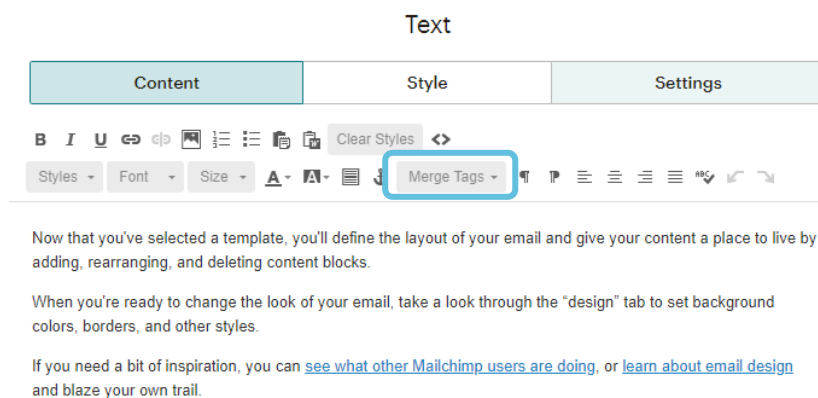 Text
Content Style Settings
B I U Clear Styles <>
Styles Font Size A A Merge Tags ¶ ABC
Now that you've selected a template, you'll define the layout of your email and give your content a place to live by
adding, rearranging, and deleting content blocks.
When you're ready to change the look of your email, take a look through the “design” tab to set background
colors, borders, and other styles.
If you need a bit of inspiration, you can see what other Mailchimp users are doing, or learn about email design
and blaze your own trail.